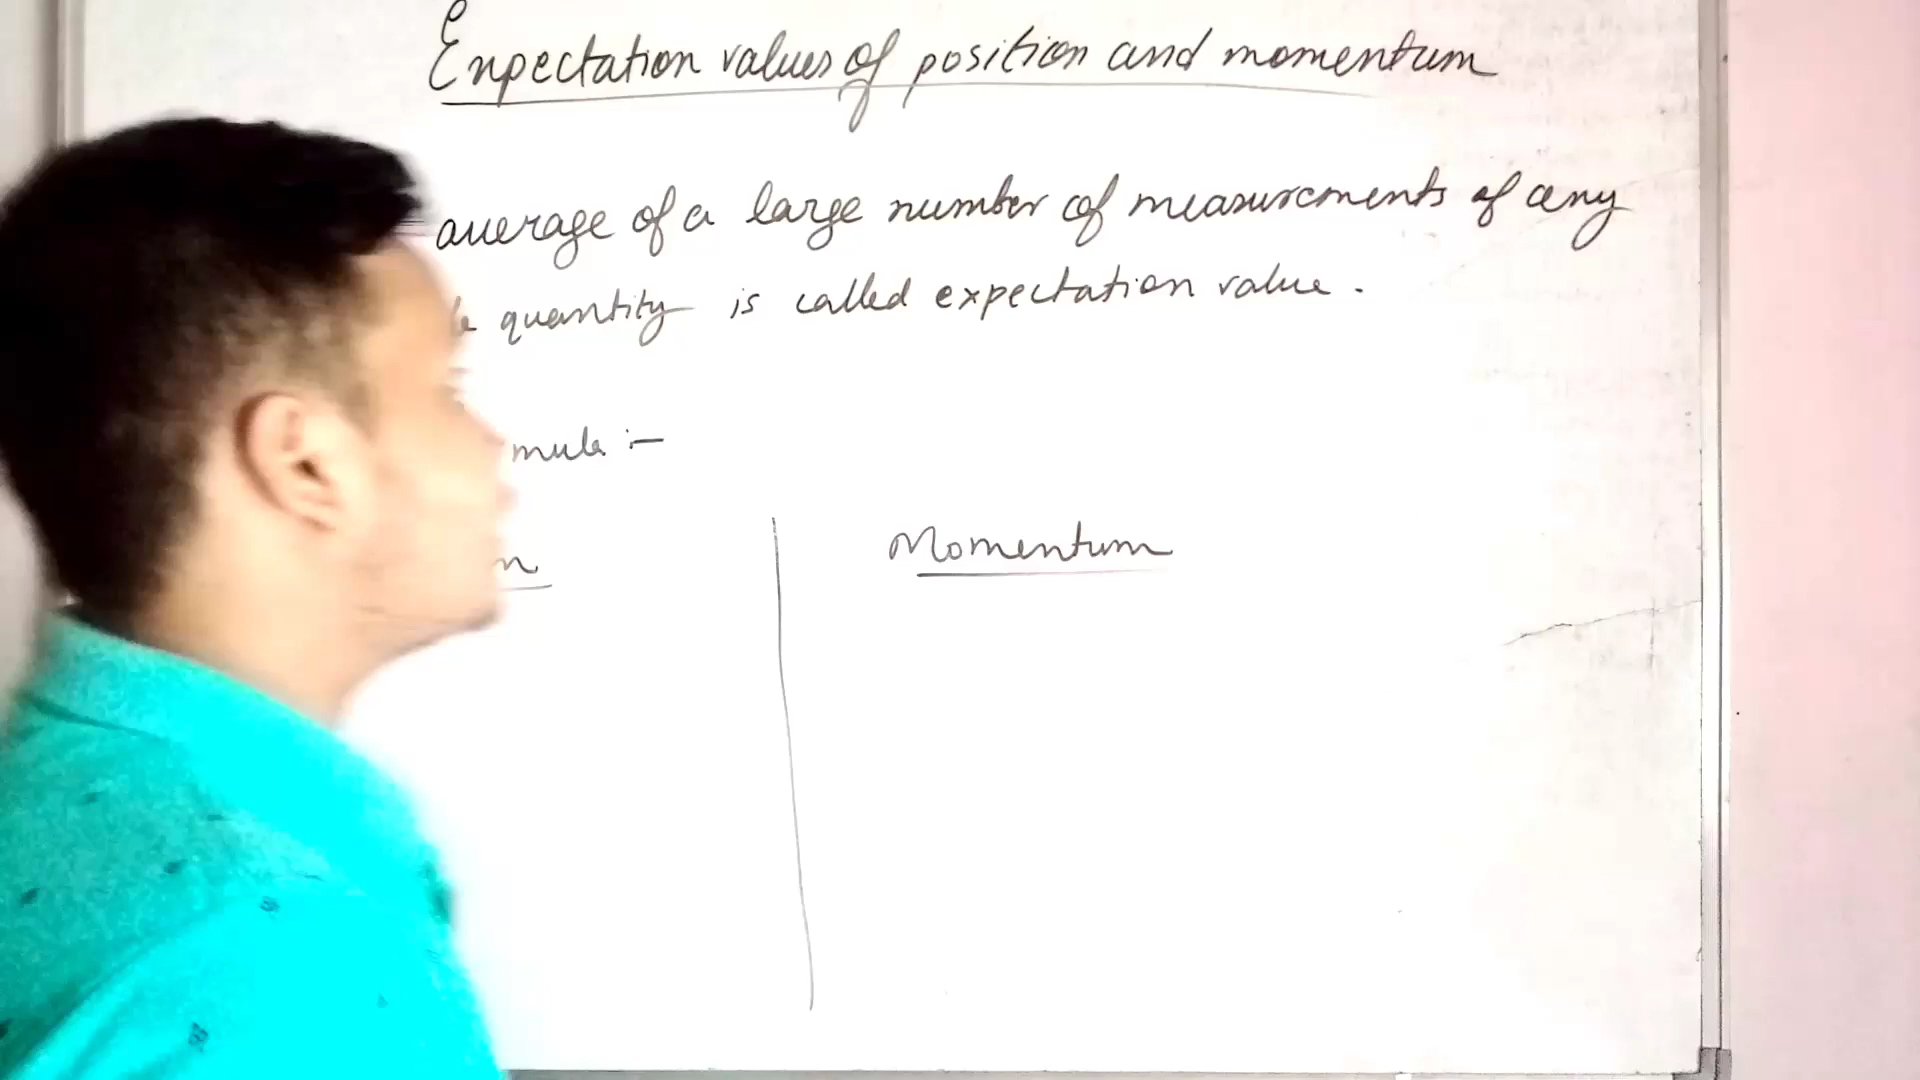 Expectation values of position and momentum
average of a large number of measurements of any
quantity is called expectation value.
mula :-
n
Momentum